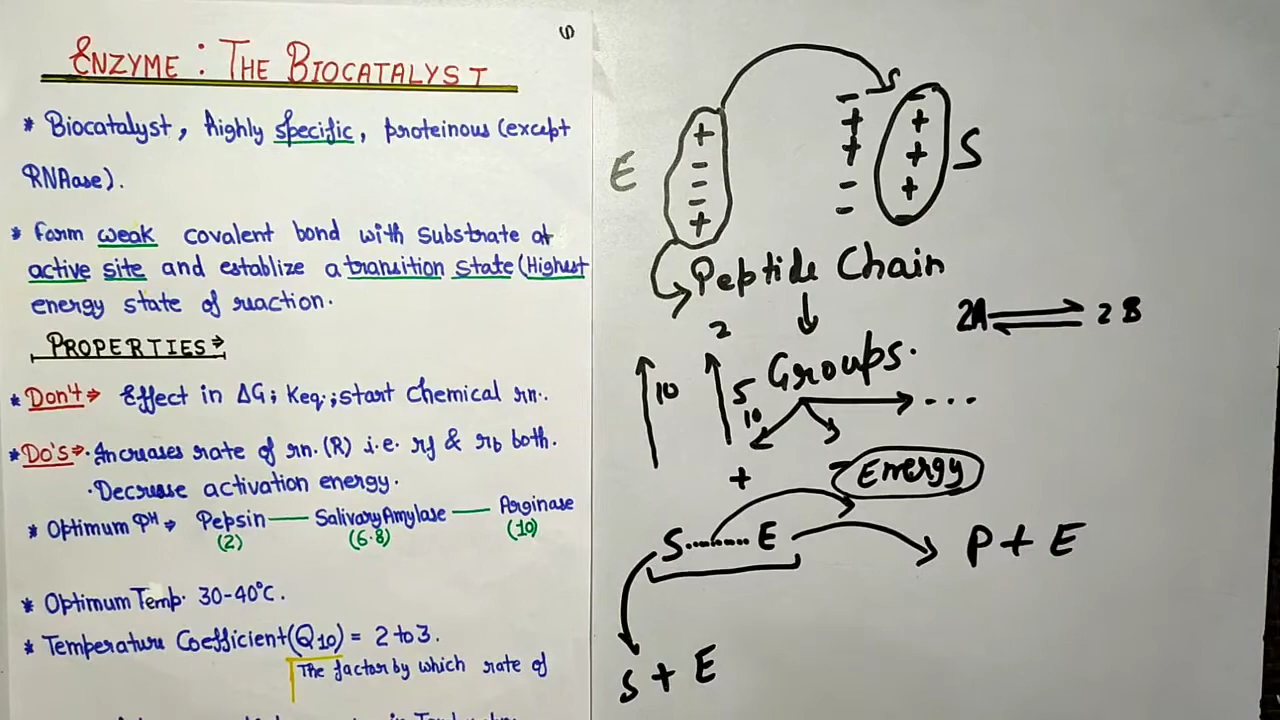 ENZYME : THE BIOCATALYST
* Biocatalyst, highly specific, proteinous (except
RNAase).
* Form weak covalent bond with substrate at
active site and establize a transition state (Highest
energy state of reaction.
PROPERTIES→
* Don't⇒ Effect in ΔG; Keq.; start chemical rn..
* Do's⇒ · Increases rate of rn. (R) i.e. rf & rb both.
· Decrease activation energy.
* Optimum PH ⇒ Pepsin — Salivary Amylase — Arginase
(2) (6.8) (10)
* Optimum Temp. 30-40°C.
* Temperature Coefficient (Q10) = 2 to 3.
The factor by which rate of
S
+ - + +
- + +
E - + + S
- - +
+ -
Peptide Chain
↓
2A ⇌ 2B
2
Groups.
10 5 ...
10
+ Energy
S........E → P + E
S + E